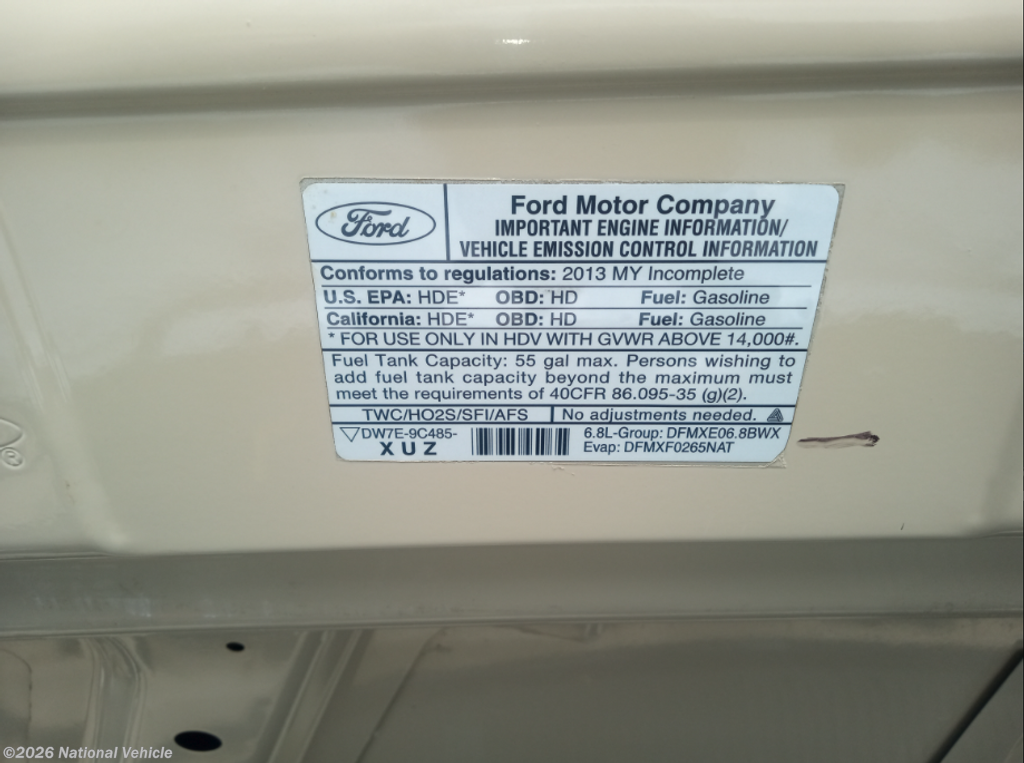 Ford
Ford Motor Company
IMPORTANT ENGINE INFORMATION/
VEHICLE EMISSION CONTROL INFORMATION
Conforms to regulations: 2013 MY Incomplete
U.S. EPA: HDE* OBD: HD Fuel: Gasoline
California: HDE* OBD: HD Fuel: Gasoline
* FOR USE ONLY IN HDV WITH GVWR ABOVE 14,000#.
Fuel Tank Capacity: 55 gal max. Persons wishing to
add fuel tank capacity beyond the maximum must
meet the requirements of 40CFR 86.095-35 (g)(2).
TWC/HO2S/SFI/AFS No adjustments needed.
DW7E-9C485-
X U Z
6.8L-Group: DFMXE06.8BWX
Evap: DFMXF0265NAT
®
©2026 National Vehicle